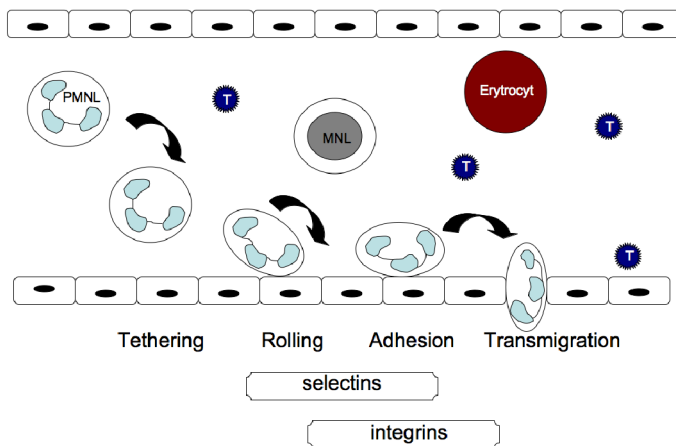 PMNL
T
Erytrocyt
T
MNL
T
T
Tethering Rolling Adhesion Transmigration
selectins
integrins